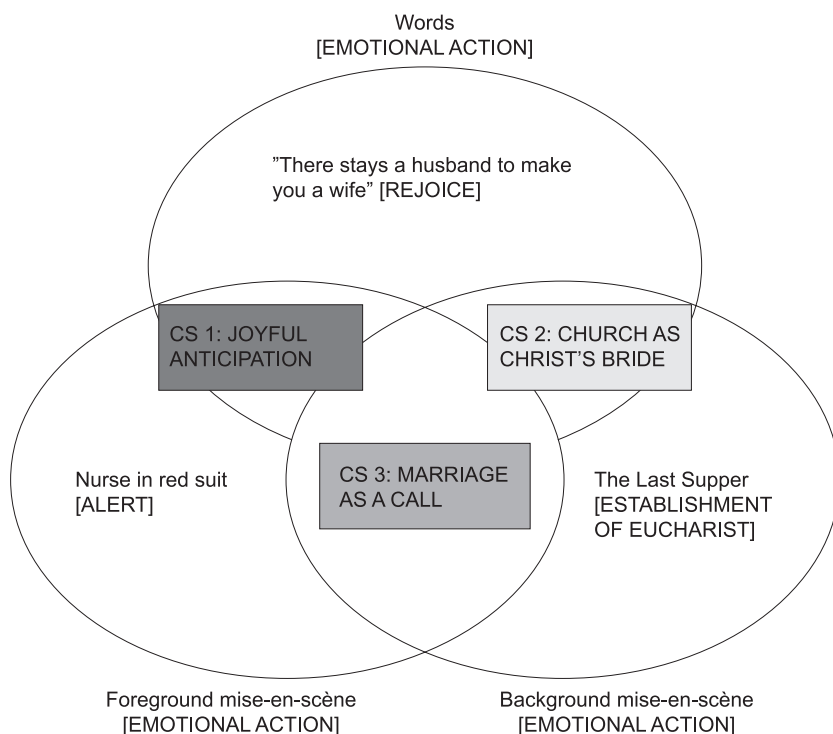 Words
[EMOTIONAL ACTION]
”There stays a husband to make
you a wife” [REJOICE]
CS 1: JOYFUL
ANTICIPATION
CS 2: CHURCH AS
CHRIST’S BRIDE
CS 3: MARRIAGE
AS A CALL
Nurse in red suit
[ALERT]
The Last Supper
[ESTABLISHMENT
OF EUCHARIST]
Foreground mise-en-scène
[EMOTIONAL ACTION]
Background mise-en-scène
[EMOTIONAL ACTION]